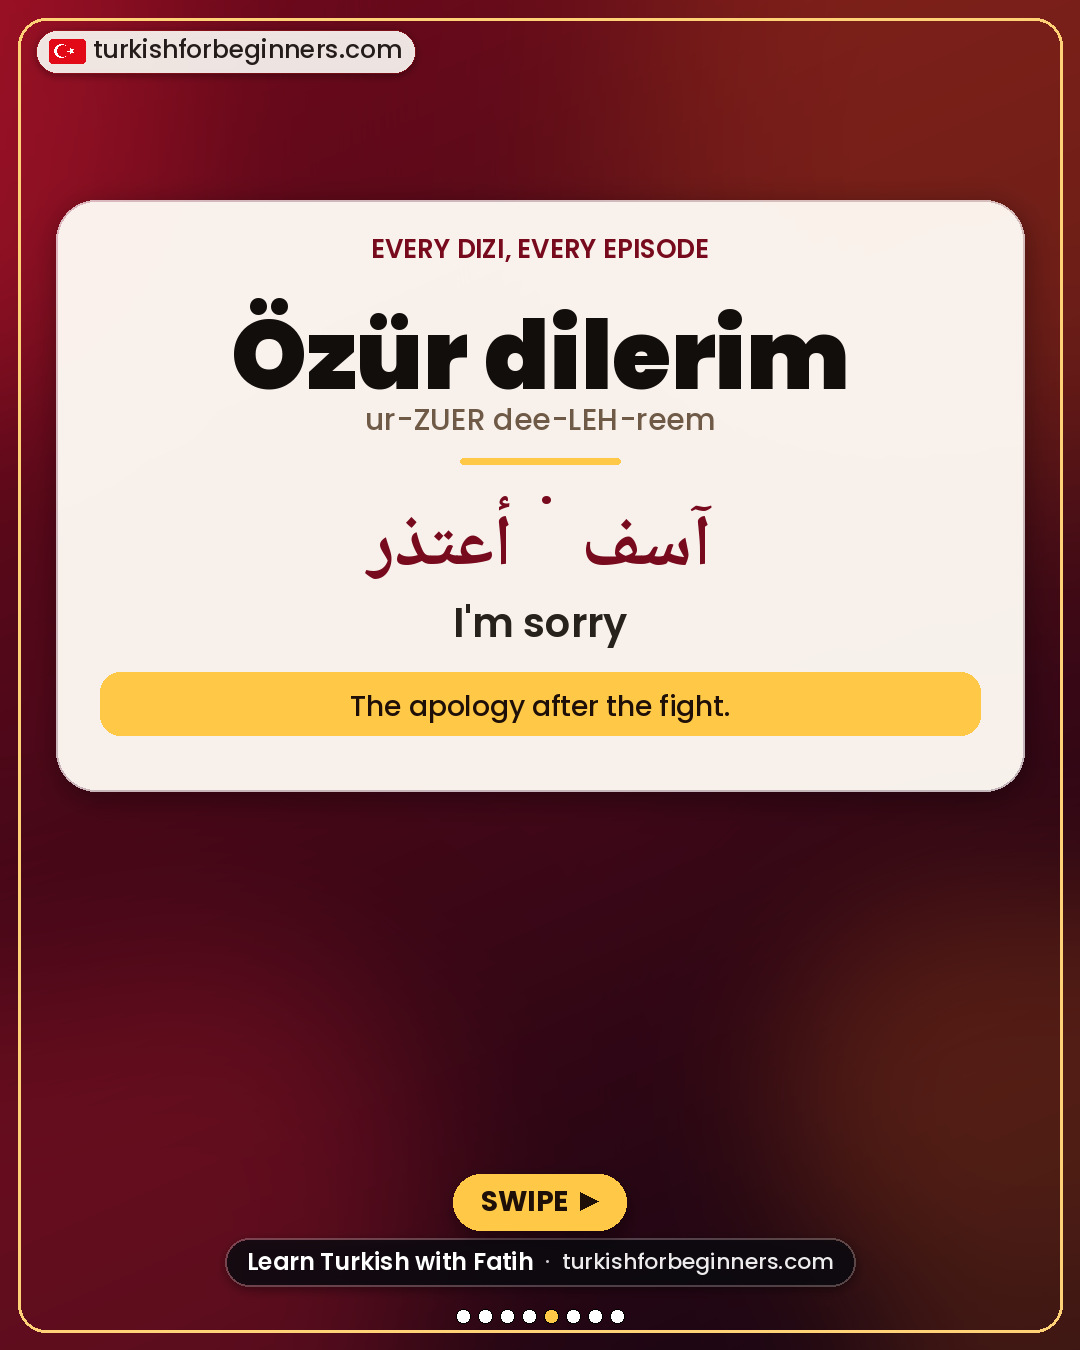 turkishforbeginners.com
EVERY DIZI, EVERY EPISODE
Özür dilerim
ur-ZUER dee-LEH-reem
آسف · أعتذر
I'm sorry
The apology after the fight.
SWIPE ▶
Learn Turkish with Fatih · turkishforbeginners.com